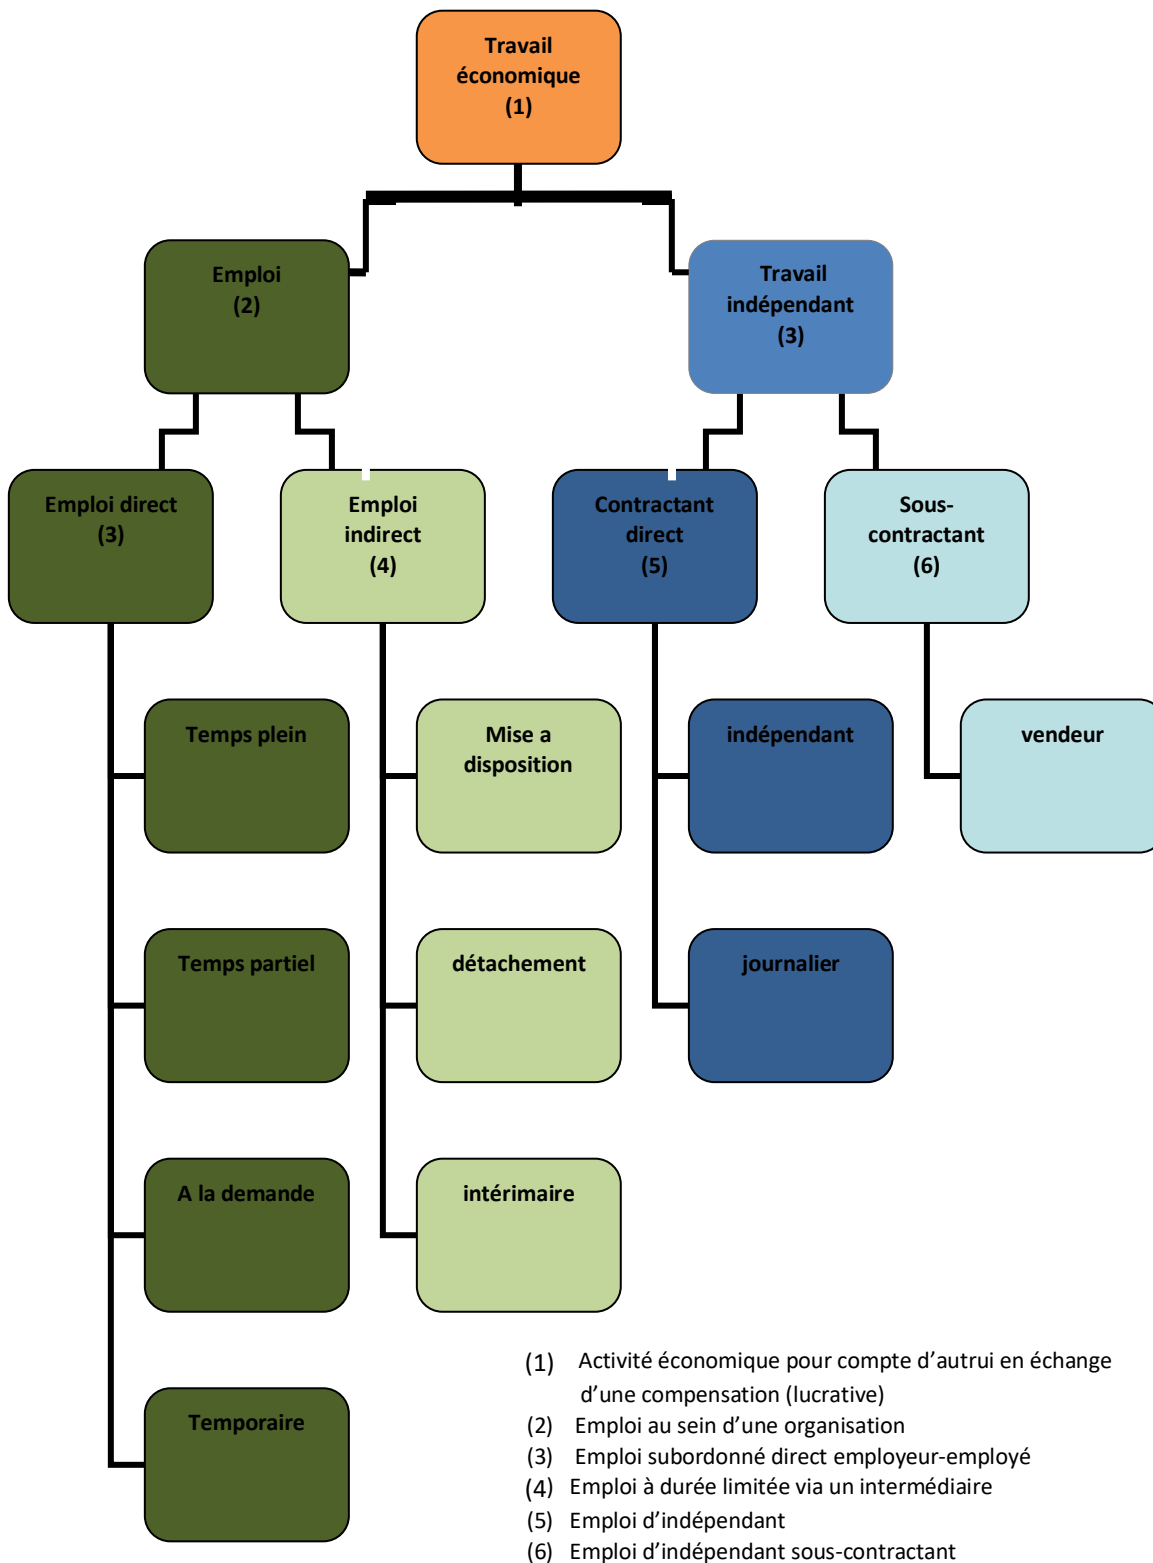 Travail
économique
(1)
Emploi
(2)
Travail
indépendant
(3)
Emploi direct
(3)
Emploi
indirect
(4)
Contractant
direct
(5)
Sous-
contractant
(6)
Temps plein
Mise a
disposition
indépendant
vendeur
Temps partiel
détachement
journalier
A la demande
intérimaire
Temporaire
(1) Activité économique pour compte d’autrui en échange
d’une compensation (lucrative)
(2) Emploi au sein d’une organisation
(3) Emploi subordonné direct employeur-employé
(4) Emploi à durée limitée via un intermédiaire
(5) Emploi d’indépendant
(6) Emploi d’indépendant sous-contractant